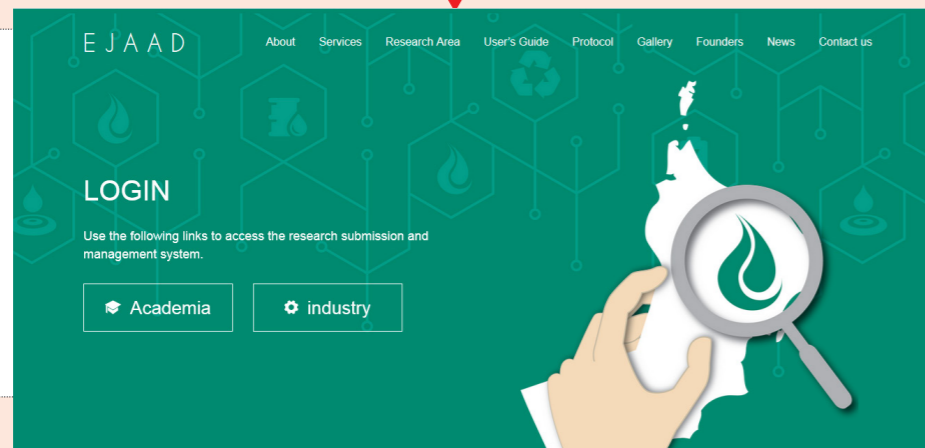 EJAAD
About Services Research Area User's Guide Protocol Gallery Founders News Contact us
LOGIN
Use the following links to access the research submission and
management system.
Academia industry